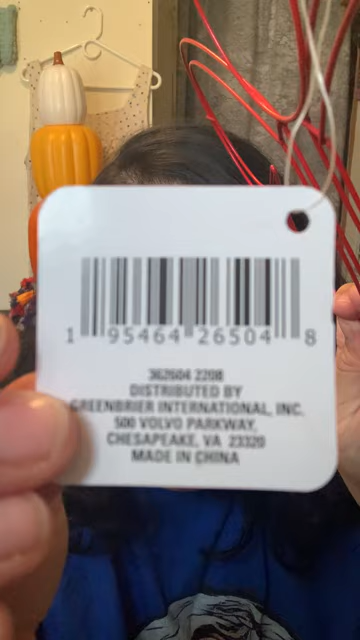 1 95464 26504 8
362604 2208
DISTRIBUTED BY
GREENBRIER INTERNATIONAL, INC.
500 VOLVO PARKWAY,
CHESAPEAKE, VA 23320
MADE IN CHINA